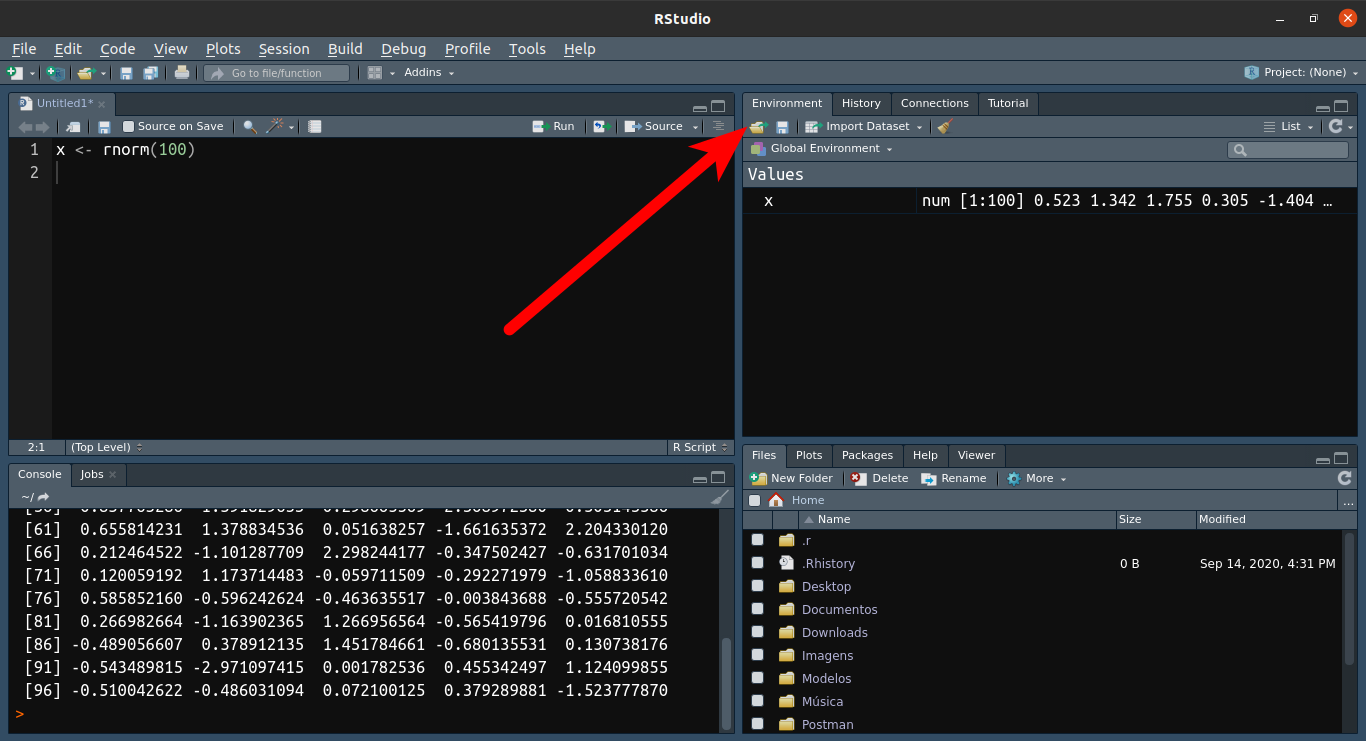 RStudio
File Edit Code View Plots Session Build Debug Profile Tools Help
Go to file/function Addins Project: (None)
Untitled1*
Source on Save Run Source
1 x <- rnorm(100)
2
2:1 (Top Level) R Script
Console Jobs
~/
[61] 0.655814231 1.378834536 0.051638257 -1.661635372 2.204330120
[66] 0.212464522 -1.101287709 2.298244177 -0.347502427 -0.631701034
[71] 0.120059192 1.173714483 -0.059711509 -0.292271979 -1.058833610
[76] 0.585852160 -0.596242624 -0.463635517 -0.003843688 -0.555720542
[81] 0.266982664 -1.163902365 1.266956564 -0.565419796 0.016810555
[86] -0.489056607 0.378912135 1.451784661 -0.680135531 0.130738176
[91] -0.543489815 -2.971097415 0.001782536 0.455342497 1.124099855
[96] -0.510042622 -0.486031094 0.072100125 0.379289881 -1.523777870
>
Environment History Connections Tutorial
Import Dataset List
Global Environment
Values
x num [1:100] 0.523 1.342 1.755 0.305 -1.404 …
Files Plots Packages Help Viewer
New Folder Delete Rename More
Home ...
Name Size Modified
.r
.Rhistory 0 B Sep 14, 2020, 4:31 PM
Desktop
Documentos
Downloads
Imagens
Modelos
Música
Postman